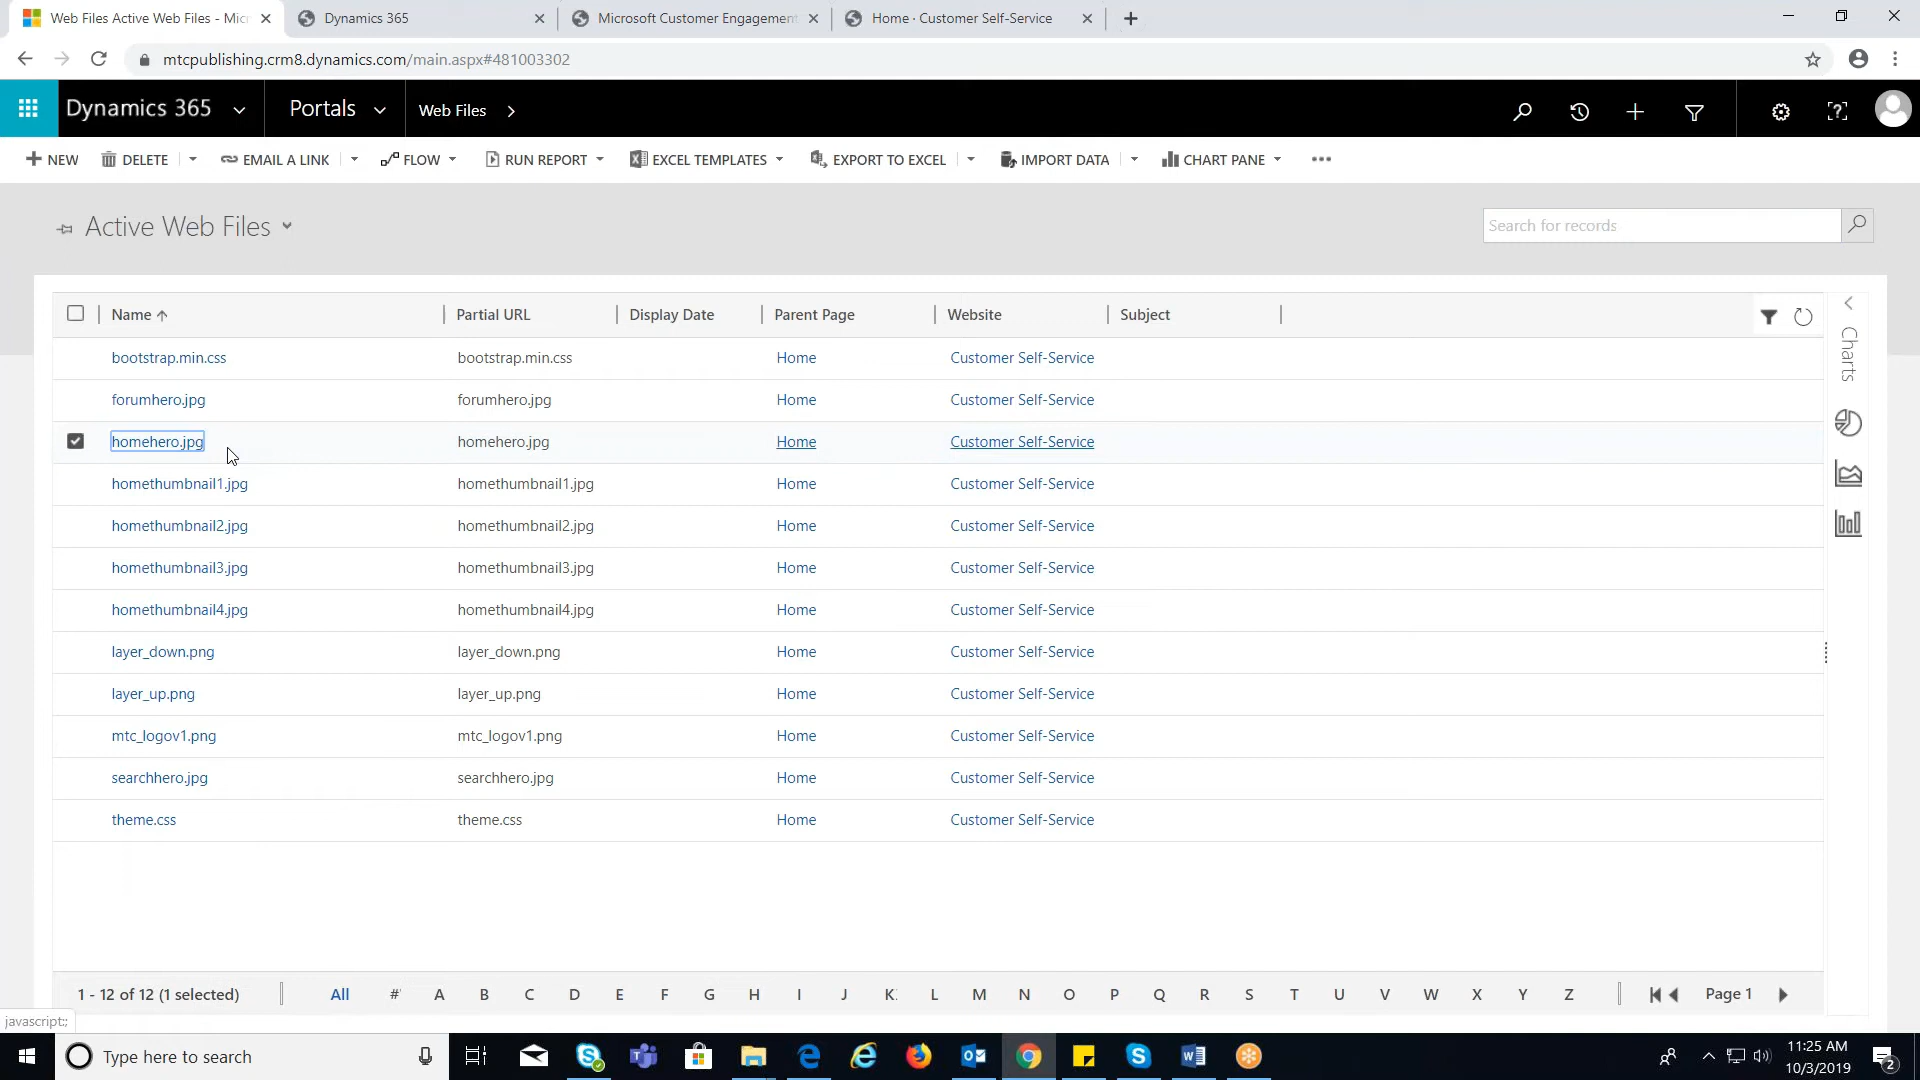 Web Files Active Web Files - Mic
Dynamics 365
Microsoft Customer Engagement
Home · Customer Self-Service
mtcpublishing.crm8.dynamics.com/main.aspx#481003302
Dynamics 365
Portals
Web Files
NEW
DELETE
EMAIL A LINK
FLOW
RUN REPORT
EXCEL TEMPLATES
EXPORT TO EXCEL
IMPORT DATA
CHART PANE
Active Web Files
Search for records
Name Partial URL Display Date Parent Page Website Subject
bootstrap.min.css bootstrap.min.css Home Customer Self-Service
forumhero.jpg forumhero.jpg Home Customer Self-Service
homehero.jpg homehero.jpg Home Customer Self-Service
homethumbnail1.jpg homethumbnail1.jpg Home Customer Self-Service
homethumbnail2.jpg homethumbnail2.jpg Home Customer Self-Service
homethumbnail3.jpg homethumbnail3.jpg Home Customer Self-Service
homethumbnail4.jpg homethumbnail4.jpg Home Customer Self-Service
layer_down.png layer_down.png Home Customer Self-Service
layer_up.png layer_up.png Home Customer Self-Service
mtc_logov1.png mtc_logov1.png Home Customer Self-Service
searchhero.jpg searchhero.jpg Home Customer Self-Service
theme.css theme.css Home Customer Self-Service
Charts
1 - 12 of 12 (1 selected) All # A B C D E F G H I J K L M N O P Q R S T U V W X Y Z Page 1
javascript:;
Type here to search
11:25 AM
10/3/2019
2